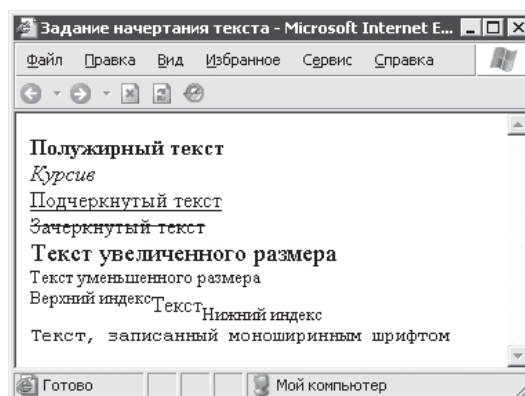 Задание начертания текста - Microsoft Internet E...
Файл Правка Вид Избранное Сервис Справка
Полужирный текст
Курсив
Подчеркнутый текст
Зачеркнутый текст
Текст увеличенного размера
Текст уменьшенного размера
Верхний индексТекстНижний индекс
Текст, записанный моноширинным шрифтом
Готово Мой компьютер